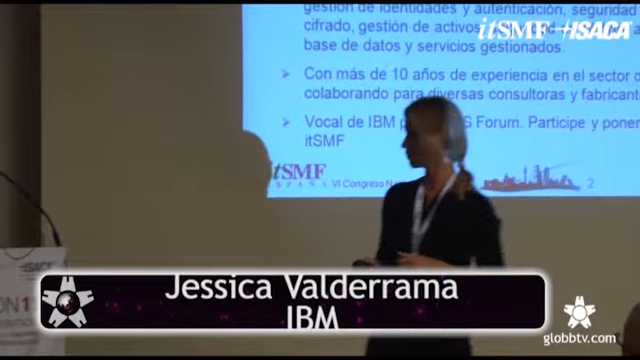 gestión de identidades y autenticación, seguridad
cifrado, gestión de activos
base de datos y servicios gestionados.
itSMF ISACA
Con más de 10 años de experiencia en el sector
colaborando para diversas consultoras y fabricant
Vocal de IBM Forum. Participe y
itSMF
itSMF
ESPAÑA VI Congreso
2
ISACA
Jessica Valderrama
IBM
globbtv.com